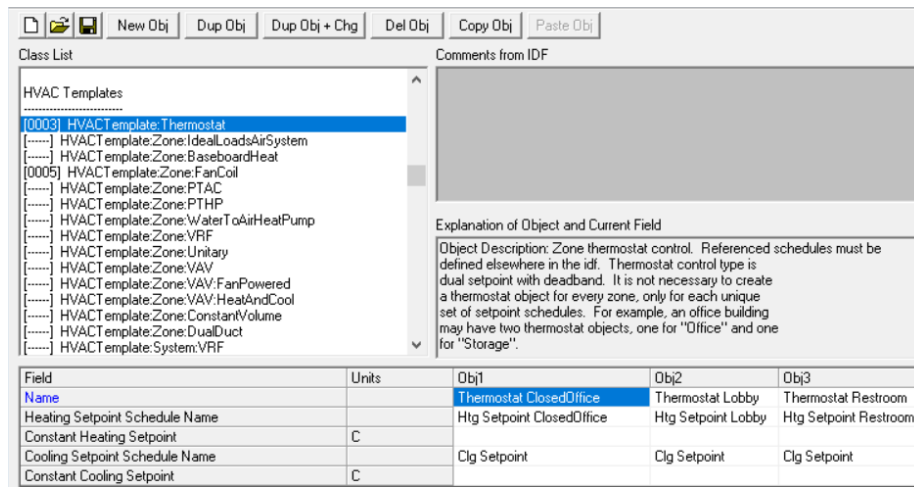 New Obj Dup Obj Dup Obj + Chg Del Obj Copy Obj Paste Obj
Class List
Comments from IDF
HVAC Templates
--------------------------
[0003] HVACTemplate:Thermostat
[------] HVACTemplate:Zone:IdealLoadsAirSystem
[------] HVACTemplate:Zone:BaseboardHeat
[0005] HVACTemplate:Zone:FanCoil
[------] HVACTemplate:Zone:PTAC
[------] HVACTemplate:Zone:PTHP
[------] HVACTemplate:Zone:WaterToAirHeatPump
[------] HVACTemplate:Zone:VRF
[------] HVACTemplate:Zone:Unitary
[------] HVACTemplate:Zone:VAV
[------] HVACTemplate:Zone:VAV:FanPowered
[------] HVACTemplate:Zone:VAV:HeatAndCool
[------] HVACTemplate:Zone:ConstantVolume
[------] HVACTemplate:Zone:DualDuct
[------] HVACTemplate:System:VRF
Explanation of Object and Current Field
Object Description: Zone thermostat control. Referenced schedules must be
defined elsewhere in the idf. Thermostat control type is
dual setpoint with deadband. It is not necessary to create
a thermostat object for every zone, only for each unique
set of setpoint schedules. For example, an office building
may have two thermostat objects, one for "Office" and one
for "Storage".
Field Units Obj1 Obj2 Obj3
Name Thermostat ClosedOffice Thermostat Lobby Thermostat Restroom
Heating Setpoint Schedule Name Htg Setpoint ClosedOffice Htg Setpoint Lobby Htg Setpoint Restroom
Constant Heating Setpoint C
Cooling Setpoint Schedule Name Clg Setpoint Clg Setpoint Clg Setpoint
Constant Cooling Setpoint C